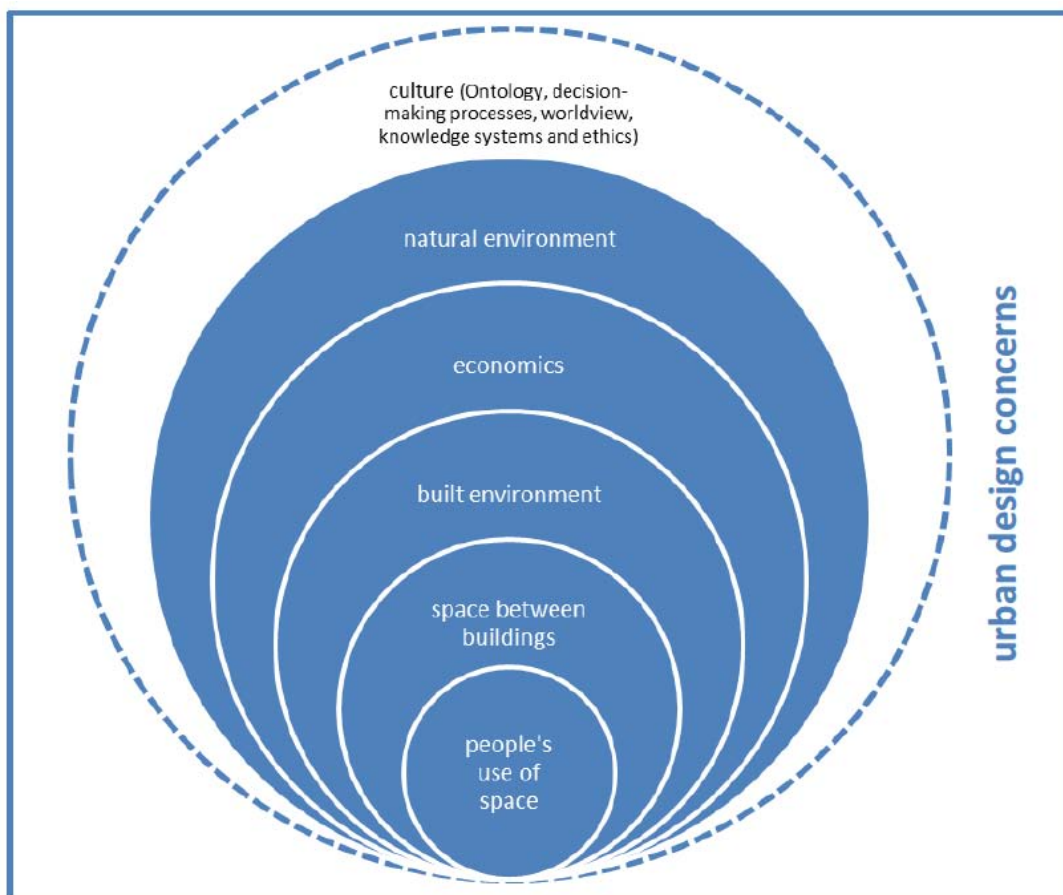 culture (Ontology, decision-
making processes, worldview,
knowledge systems and ethics)
natural environment
economics
built environment
space between
buildings
people's
use of
space
urban design concerns